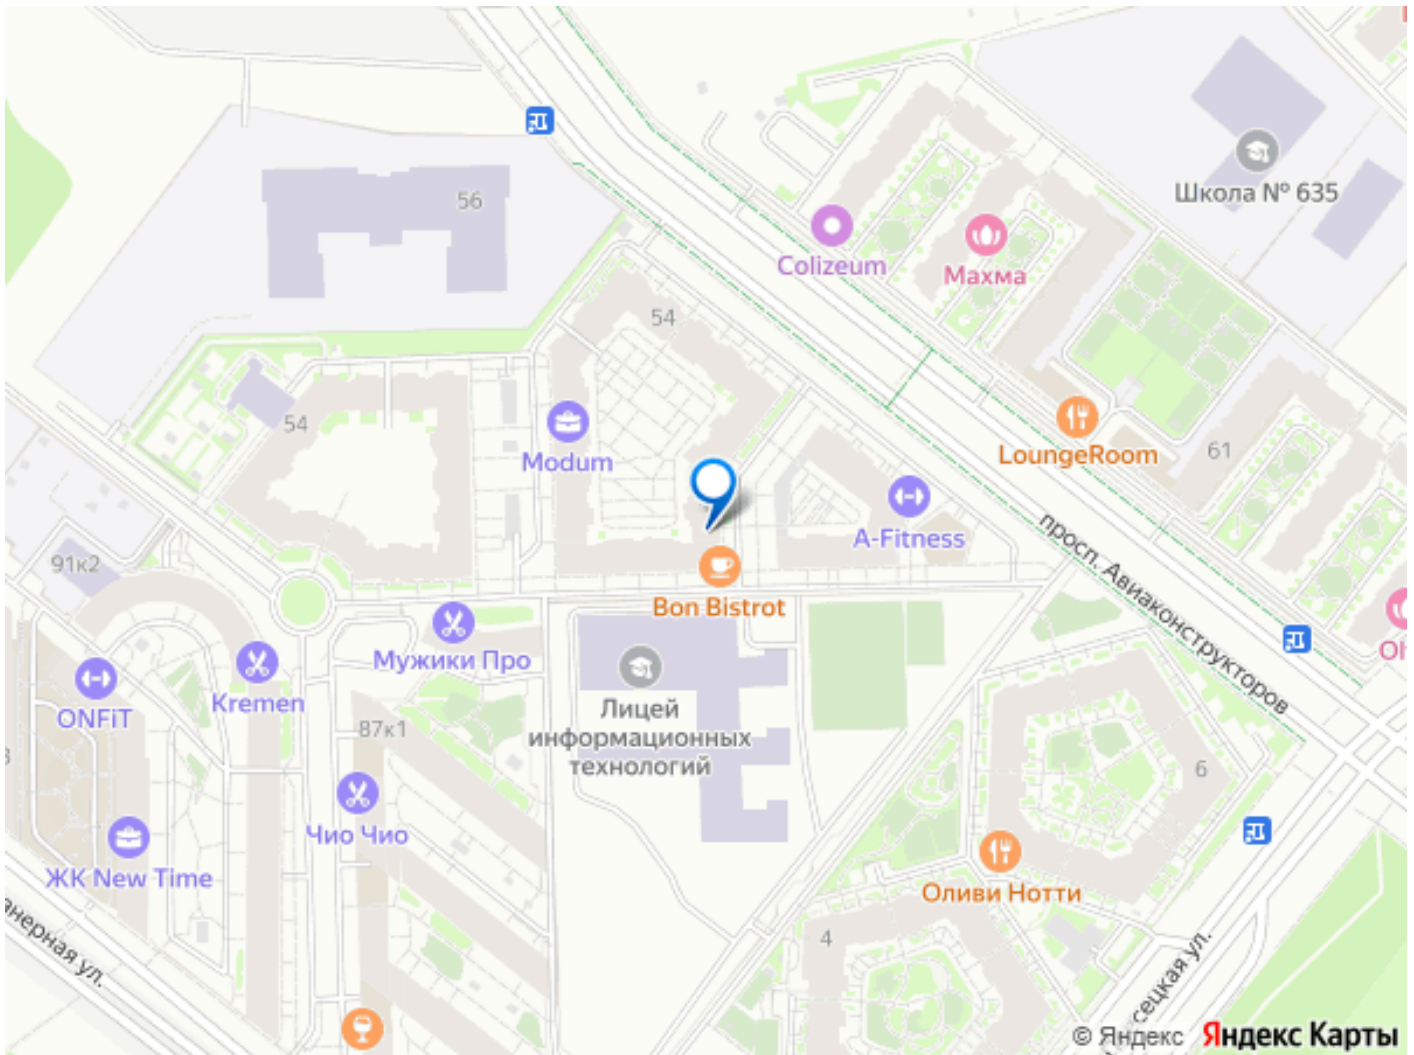 56
Школа № 635
Colizeum
Махма
54
54
Modum
LoungeRoom
61
A-Fitness
просп. Авиаконструкторов
91к2
Bon Bistrot
Мужики Про
Kremen
ONFiT
87к1
Лицей
информационных
технологий
6
Чио Чио
ЖК New Time
Оливи Нотти
4
нерная ул.
сецкая ул.
© Яндекс Яндекс Карты